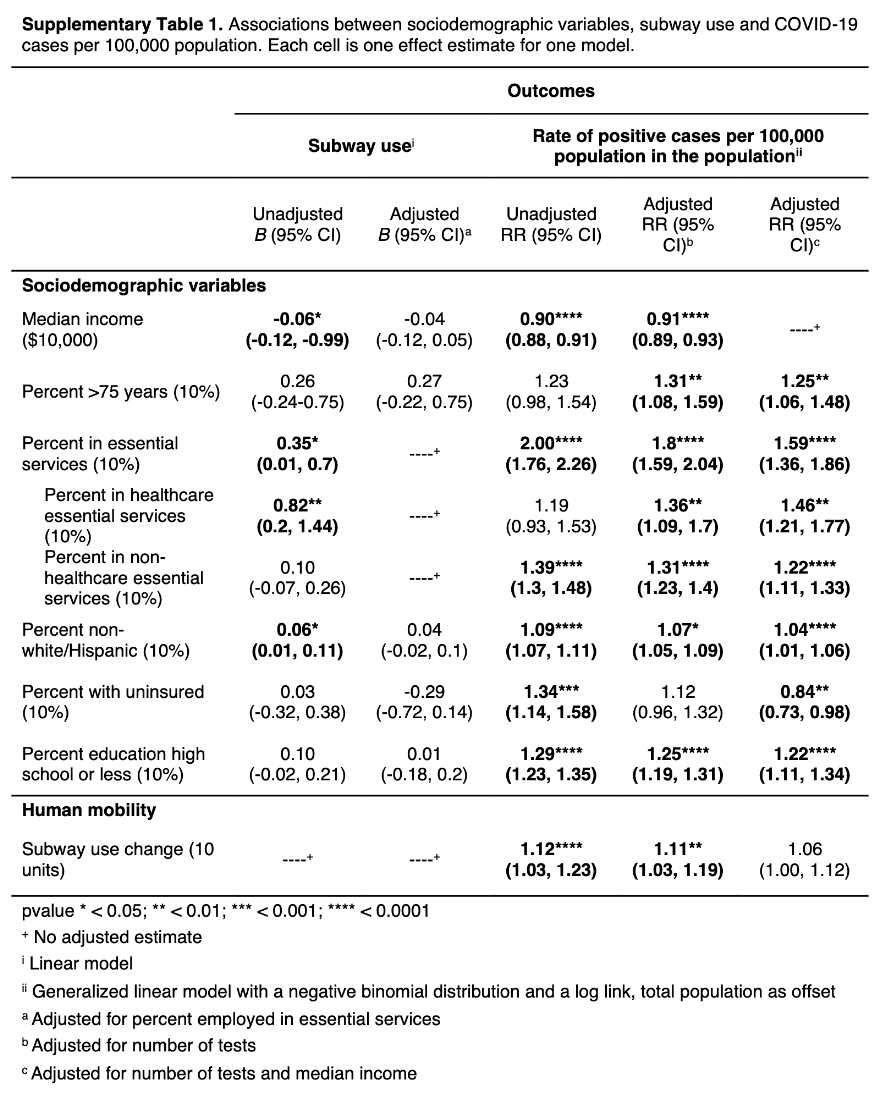 Supplementary Table 1. Associations between sociodemographic variables, subway use and COVID-19
cases per 100,000 population. Each cell is one effect estimate for one model.
Outcomes
Subway useⁱ
Rate of positive cases per 100,000
population in the populationⁱⁱ
Unadjusted
B (95% CI)
Adjusted
B (95% CI)ᵃ
Unadjusted
RR (95% CI)
Adjusted
RR (95%
CI)ᵇ
Adjusted
RR (95%
CI)ᶜ
Sociodemographic variables
Median income
($10,000)
-0.06*
(-0.12, -0.99)
-0.04
(-0.12, 0.05)
0.90****
(0.88, 0.91)
0.91****
(0.89, 0.93)
----⁺
Percent >75 years (10%)
0.26
(-0.24-0.75)
0.27
(-0.22, 0.75)
1.23
(0.98, 1.54)
1.31**
(1.08, 1.59)
1.25**
(1.06, 1.48)
Percent in essential
services (10%)
0.35*
(0.01, 0.7)
----⁺
2.00****
(1.76, 2.26)
1.8****
(1.59, 2.04)
1.59****
(1.36, 1.86)
Percent in healthcare
essential services
(10%)
0.82**
(0.2, 1.44)
----⁺
1.19
(0.93, 1.53)
1.36**
(1.09, 1.7)
1.46**
(1.21, 1.77)
Percent in non-
healthcare essential
services (10%)
0.10
(-0.07, 0.26)
----⁺
1.39****
(1.3, 1.48)
1.31****
(1.23, 1.4)
1.22****
(1.11, 1.33)
Percent non-
white/Hispanic (10%)
0.06*
(0.01, 0.11)
0.04
(-0.02, 0.1)
1.09****
(1.07, 1.11)
1.07*
(1.05, 1.09)
1.04****
(1.01, 1.06)
Percent with uninsured
(10%)
0.03
(-0.32, 0.38)
-0.29
(-0.72, 0.14)
1.34***
(1.14, 1.58)
1.12
(0.96, 1.32)
0.84**
(0.73, 0.98)
Percent education high
school or less (10%)
0.10
(-0.02, 0.21)
0.01
(-0.18, 0.2)
1.29****
(1.23, 1.35)
1.25****
(1.19, 1.31)
1.22****
(1.11, 1.34)
Human mobility
Subway use change (10
units)
----⁺
----⁺
1.12****
(1.03, 1.23)
1.11**
(1.03, 1.19)
1.06
(1.00, 1.12)
pvalue * < 0.05; ** < 0.01; *** < 0.001; **** < 0.0001
⁺ No adjusted estimate
ⁱ Linear model
ⁱⁱ Generalized linear model with a negative binomial distribution and a log link, total population as offset
ᵃ Adjusted for percent employed in essential services
ᵇ Adjusted for number of tests
ᶜ Adjusted for number of tests and median income